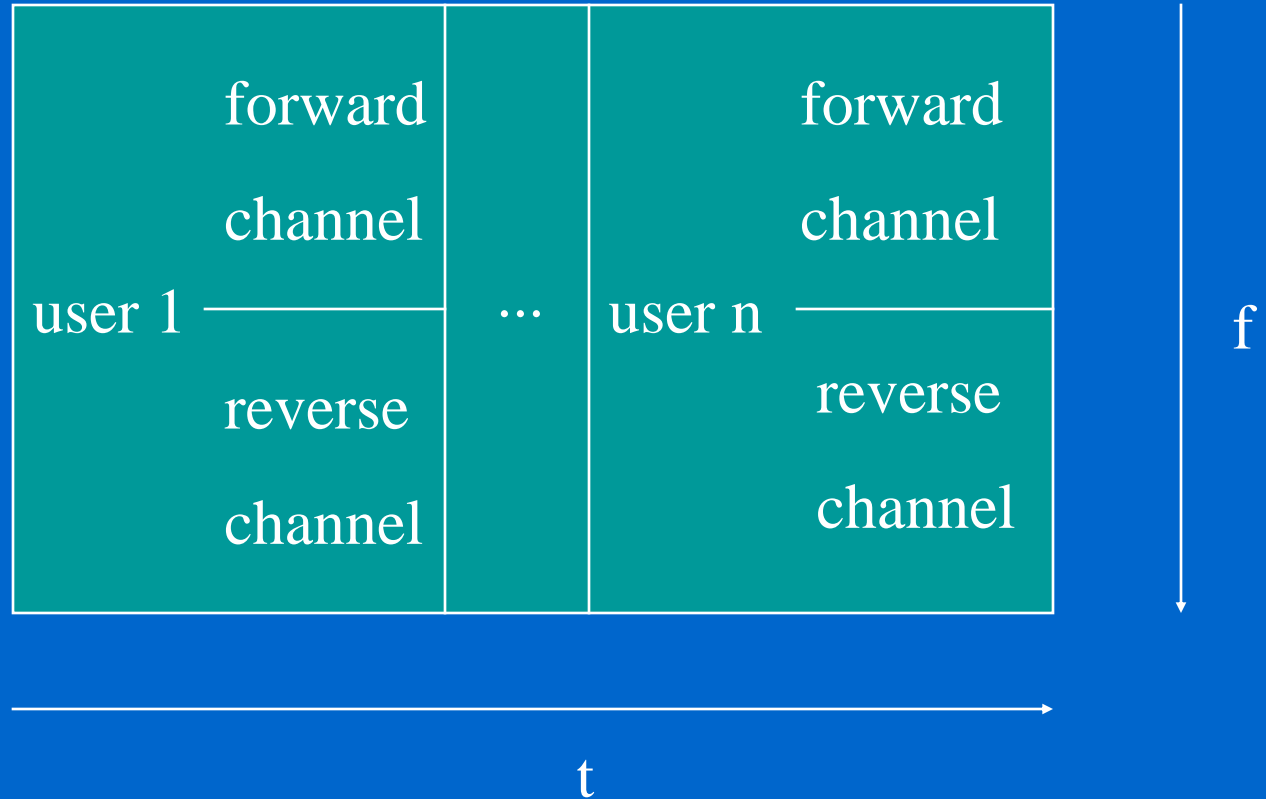 forward
channel
user 1
reverse
channel
...
forward
channel
user n
reverse
channel
f
t